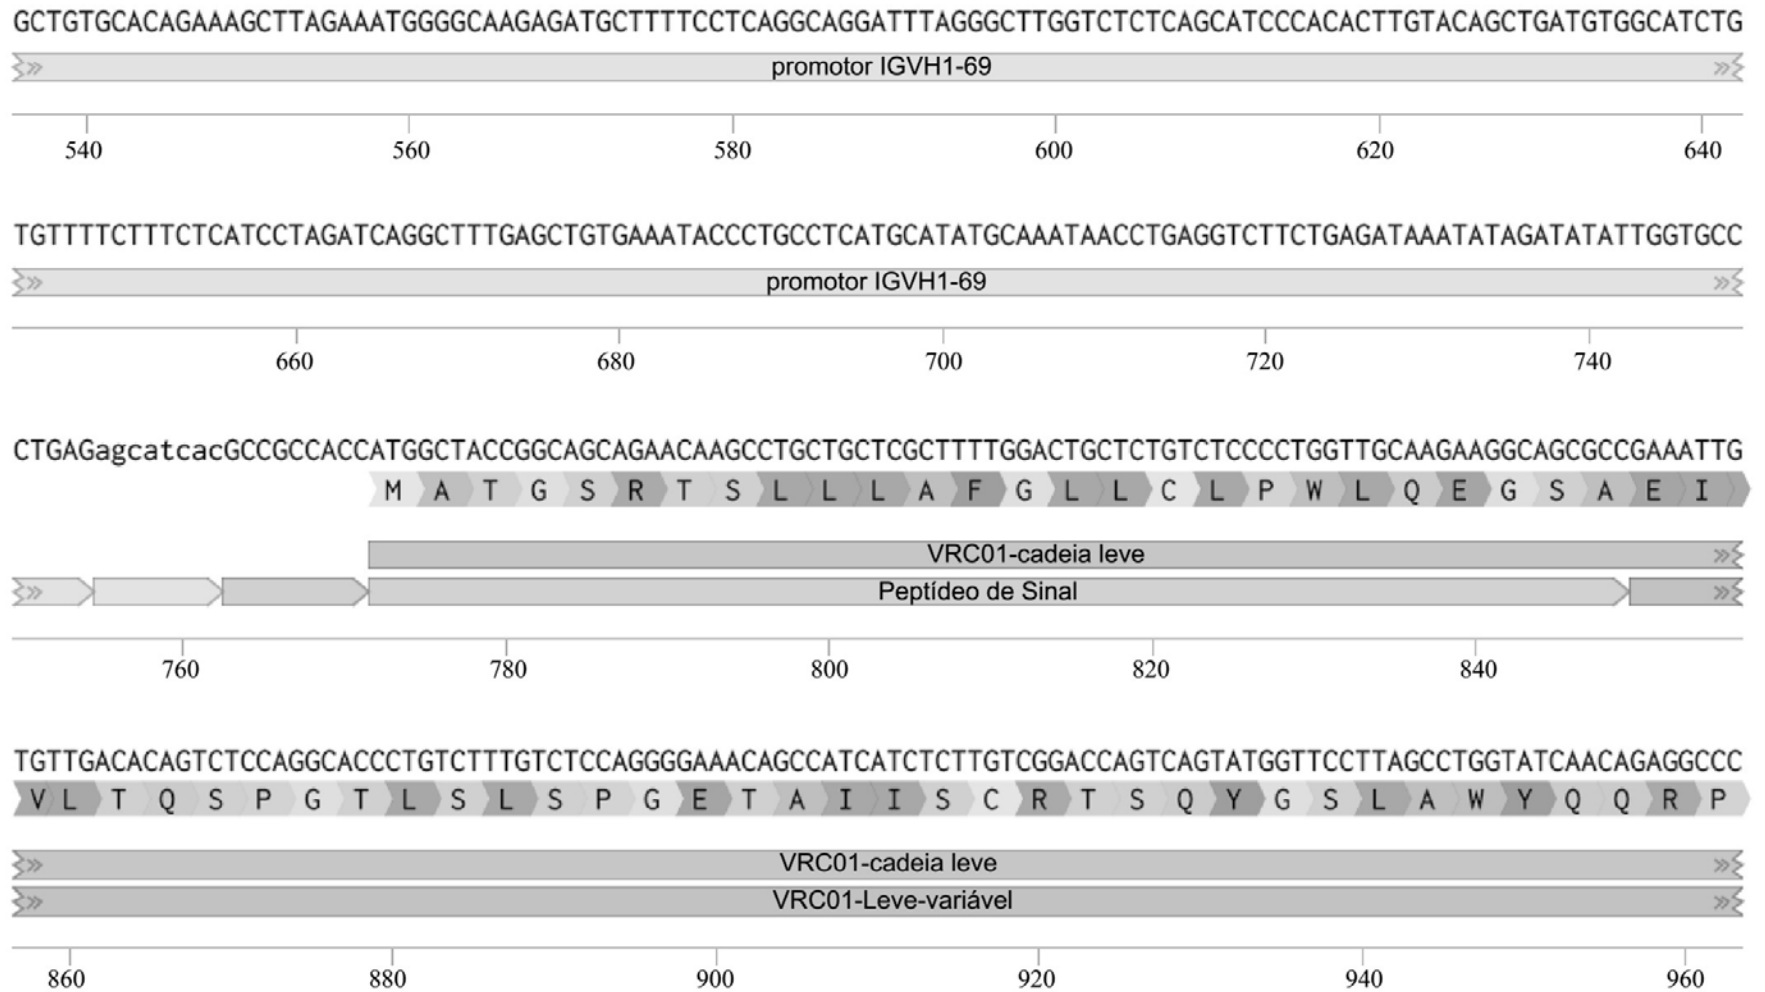 GCTGTGCACAGAAAGCTTAGAAATGGGGCAAGAGATGCTTTTCCTCAGGCAGGATTTAGGGCTTGGTCTCTCAGCATCCCACACTTGTACAGCTGATGTGGCATCTG
promotor IGVH1-69
540 560 580 600 620 640
TGTTTTCTTTCTCATCCTAGATCAGGCTTTGAGCTGTGAAATACCCTGCCTCATGCATATGCAAATAACCTGAGGTCTTCTGAGATAAATATAGATATATTGGTGCC
promotor IGVH1-69
660 680 700 720 740
CTGAGagcatcacGCCGCCACCATGGCTACCGGCAGCAGAACAAGCCTGCTGCTCGCTTTTGGACTGCTCTGTCTCCCCTGGTTGCAAGAAGGCAGCGCCGAAATTG
M A T G S R T S L L L A F G L L C L P W L Q E G S A E I
VRC01-cadeia leve
Peptídeo de Sinal
760 780 800 820 840
TGTTGACACAGTCTCCAGGCACCCTGTCTTTGTCTCCAGGGGAAACAGCCATCATCTCTTGTCGGACCAGTCAGTATGGTTCCTTAGCCTGGTATCAACAGAGGCCC
V L T Q S P G T L S L S P G E T A I I S C R T S Q Y G S L A W Y Q Q R P
VRC01-cadeia leve
VRC01-Leve-variável
860 880 900 920 940 960